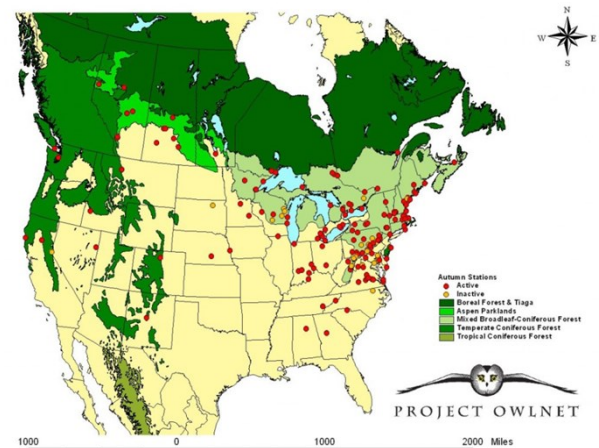 N
W E
S
Autumn Stations
Active
Inactive
Boreal Forest & Tiaga
Aspen Parklands
Mixed Broadleaf-Coniferous Forest
Temperate Coniferous Forest
Tropical Coniferous Forest
PROJECT OWLNET
1000 0 1000 2000 Miles